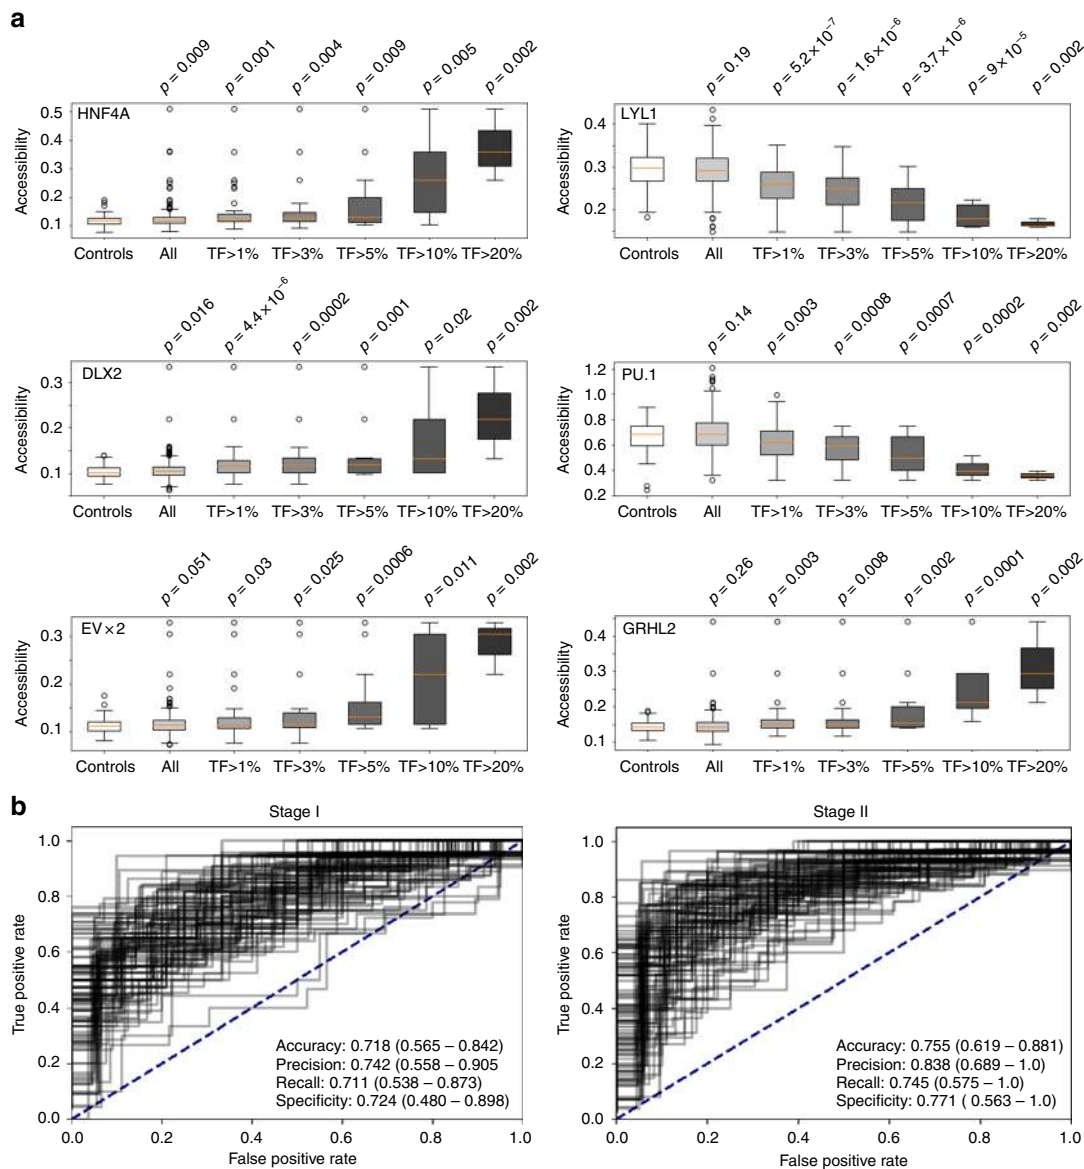 a
p = 0.009 p = 0.001 p = 0.004 p = 0.009 p = 0.005 p = 0.002
HNF4A
Accessibility
0.5
0.4
0.3
0.2
0.1
Controls All TF>1% TF>3% TF>5% TF>10% TF>20%
p = 0.19 p = 5.2×10⁻⁷ p = 1.6×10⁻⁶ p = 3.7×10⁻⁶ p = 9×10⁻⁵ p = 0.002
LYL1
Accessibility
0.4
0.3
0.2
Controls All TF>1% TF>3% TF>5% TF>10% TF>20%
p = 0.016 p = 4.4×10⁻⁶ p = 0.0002 p = 0.001 p = 0.02 p = 0.002
DLX2
Accessibility
0.3
0.2
0.1
Controls All TF>1% TF>3% TF>5% TF>10% TF>20%
p = 0.14 p = 0.003 p = 0.0008 p = 0.0007 p = 0.0002 p = 0.002
PU.1
Accessibility
1.2
1.0
0.8
0.6
0.4
0.2
Controls All TF>1% TF>3% TF>5% TF>10% TF>20%
p = 0.051 p = 0.03 p = 0.025 p = 0.0006 p = 0.011 p = 0.002
EV×2
Accessibility
0.3
0.2
0.1
Controls All TF>1% TF>3% TF>5% TF>10% TF>20%
p = 0.26 p = 0.003 p = 0.008 p = 0.002 p = 0.0001 p = 0.002
GRHL2
Accessibility
0.4
0.3
0.2
0.1
Controls All TF>1% TF>3% TF>5% TF>10% TF>20%
b
Stage I
True positive rate
1.0
0.8
0.6
0.4
0.2
0.0
Accuracy: 0.718 (0.565 – 0.842)
Precision: 0.742 (0.558 – 0.905
Recall: 0.711 (0.538 – 0.873)
Specificity: 0.724 (0.480 – 0.898)
0.0 0.2 0.4 0.6 0.8 1.0
False positive rate
Stage II
True positive rate
1.0
0.8
0.6
0.4
0.2
0.0
Accuracy: 0.755 (0.619 – 0.881)
Precision: 0.838 (0.689 – 1.0)
Recall: 0.745 (0.575 – 1.0)
Specificity: 0.771 ( 0.563 – 1.0)
0.0 0.2 0.4 0.6 0.8 1.0
False positive rate